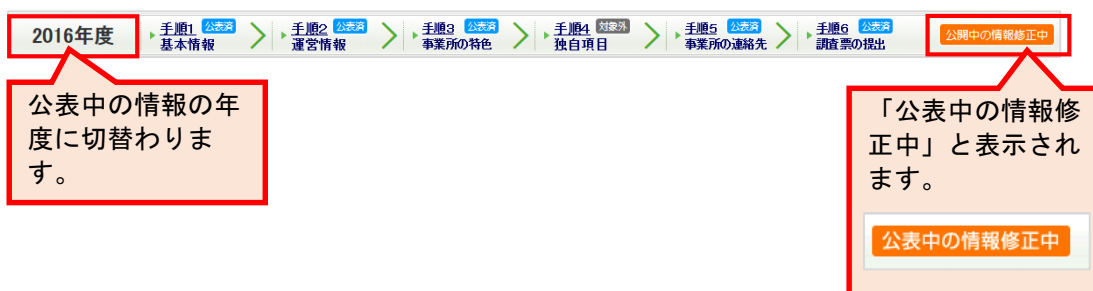 2016年度
手順1 公表済
基本情報
手順2 公表済
運営情報
手順3 公表済
事業所の特色
手順4 対象外
独自項目
手順5 公表済
事業所の連絡先
手順6 公表済
調査票の提出
公開中の情報修正中
公表中の情報の年
度に切替わりま
す。
「公表中の情報修
正中」と表示され
ます。
公表中の情報修正中